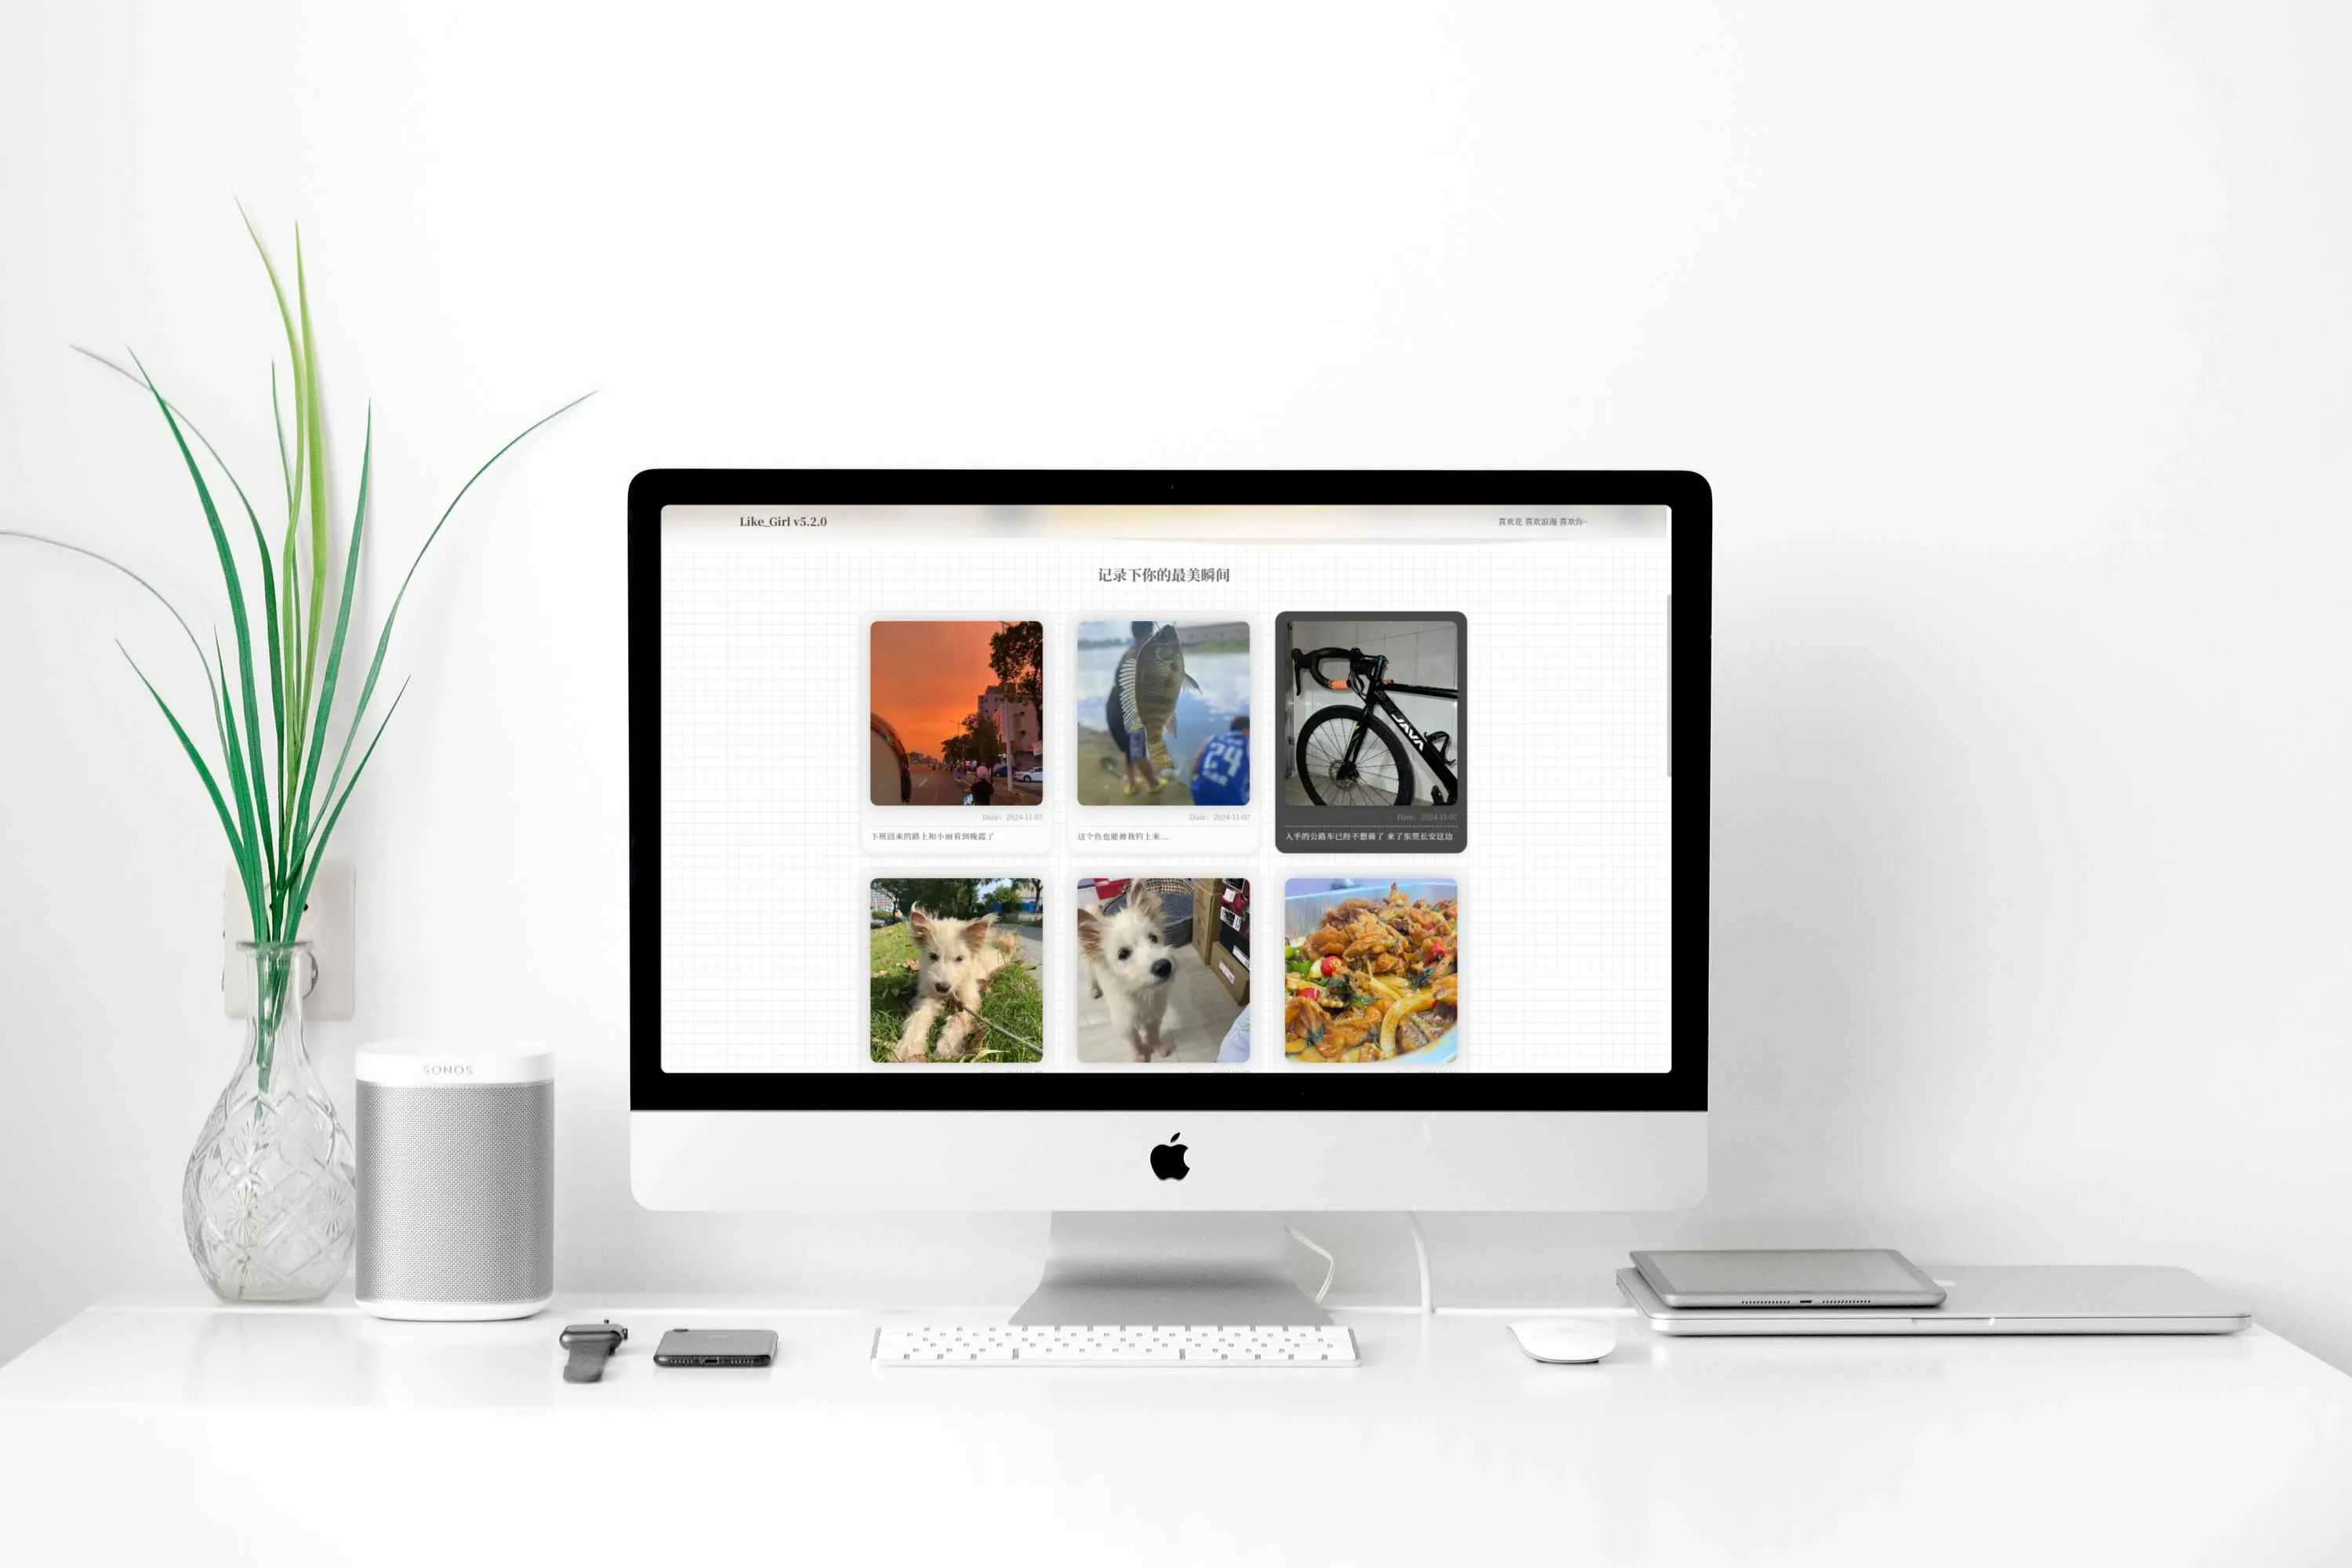 Like_Girl v5.2.0
喜欢花 喜欢浪漫 喜欢你~
记录下你的最美瞬间
JAVA
24
Date：2024-11-07
Date：2024-11-07
Date：2024-11-07
下班回来的路上和小丽看到晚霞了
这个鱼也能被我钓上来....
入手的公路车已经不想骑了 来了东莞长安这边
SONOS